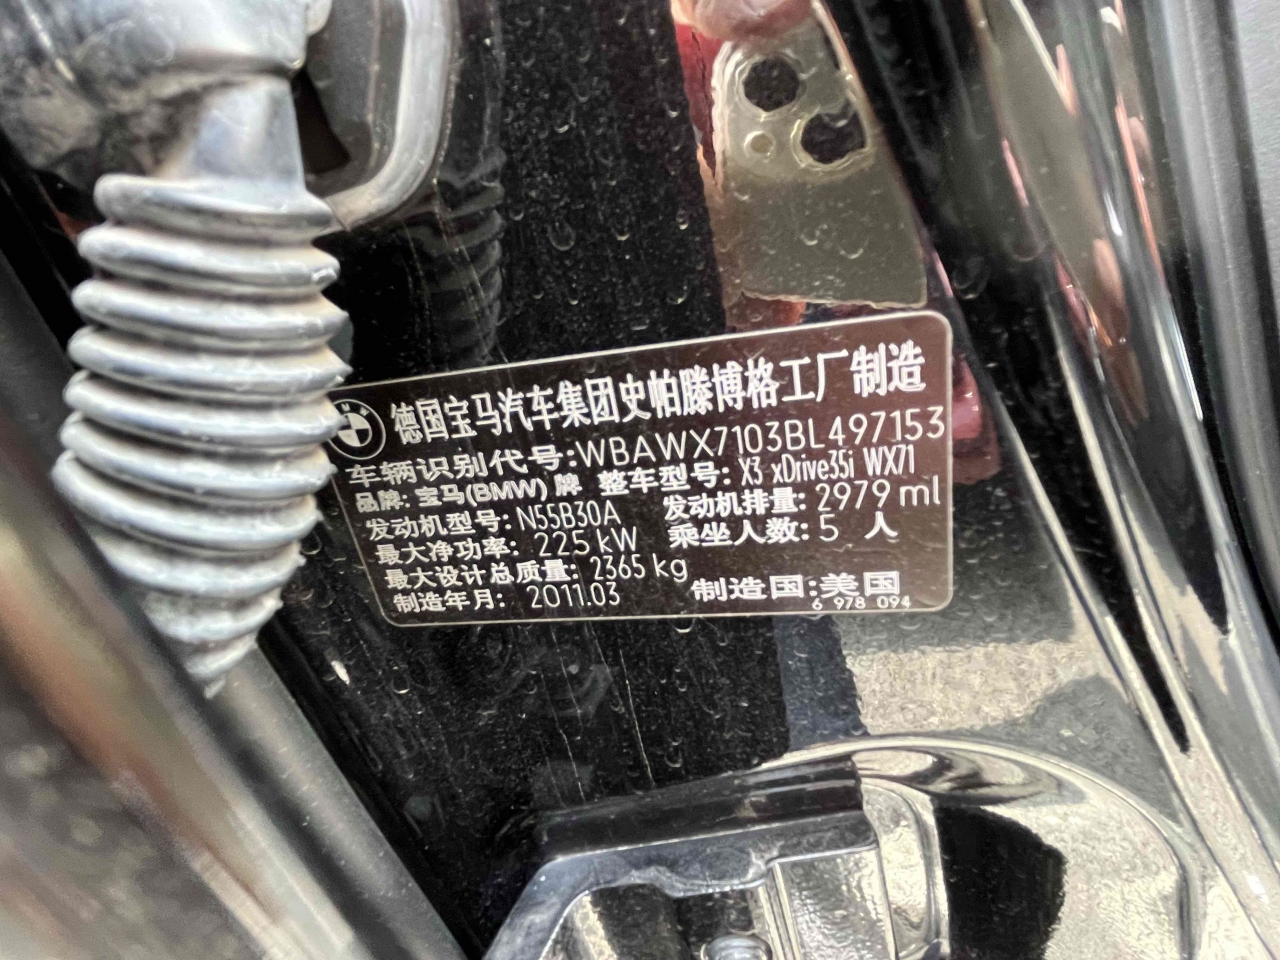 德国宝马汽车集团史帕滕博格工厂制造
车辆识别代号:WBAWX7103BL497153
品牌: 宝马(BMW) 牌 整车型号: X3 xDrive35i WX71
发动机型号: N55B30A 发动机排量: 2979 ml
最大净功率: 225 kW 乘坐人数: 5 人
最大设计总质量: 2365 kg
制造年月: 2011.03 制造国:美国
6 978 094